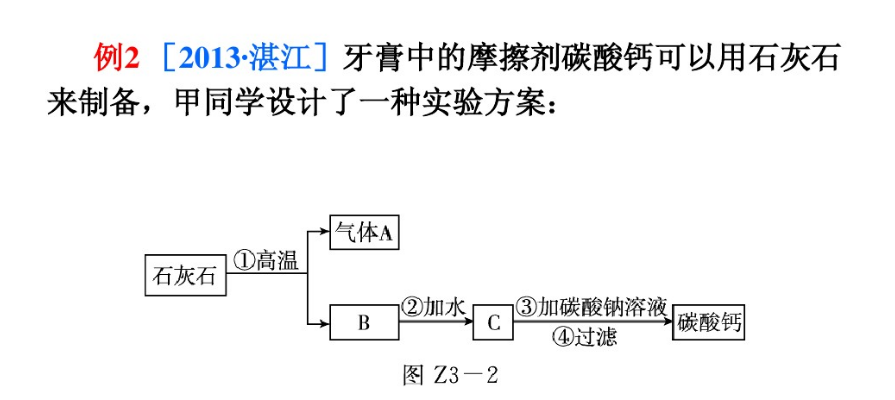 例2 [2013·湛江] 牙膏中的摩擦剂碳酸钙可以用石灰石
来制备，甲同学设计了一种实验方案：
气体A
石灰石
①高温
B
②加水
C
③加碳酸钠溶液
④过滤
碳酸钙
图 Z3－2